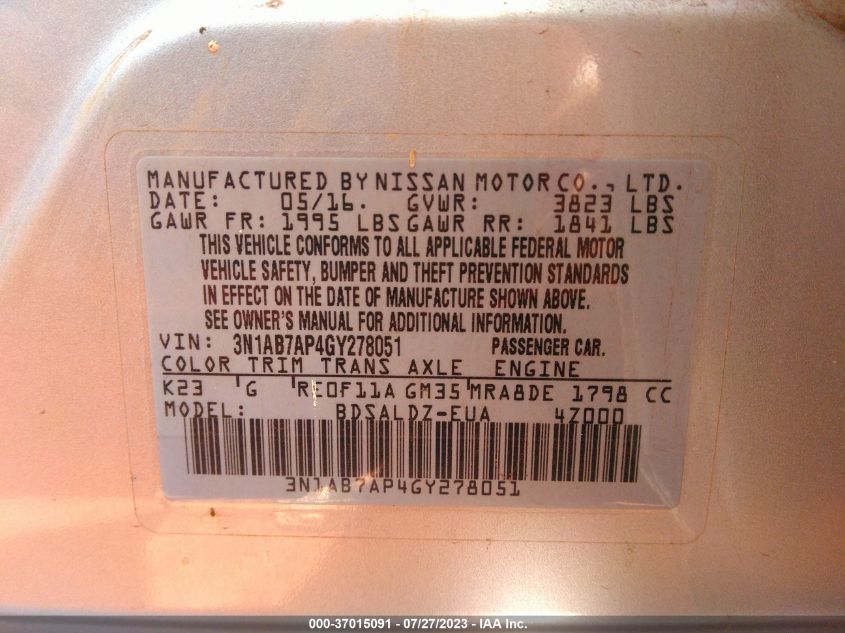 MANUFACTURED BY NISSAN MOTOR CO., LTD.
DATE: 05/16. GVWR: 3823 LBS
GAWR FR: 1995 LBS GAWR RR: 1841 LBS
THIS VEHICLE CONFORMS TO ALL APPLICABLE FEDERAL MOTOR
VEHICLE SAFETY, BUMPER AND THEFT PREVENTION STANDARDS
IN EFFECT ON THE DATE OF MANUFACTURE SHOWN ABOVE.
SEE OWNER'S MANUAL FOR ADDITIONAL INFORMATION.
VIN: 3N1AB7AP4GY278051 PASSENGER CAR.
COLOR TRIM TRANS AXLE ENGINE
K23 G RE0F11A GM35 MRA8DE 1798 CC
MODEL: BDSALDZ-EUA 4Z000
3N1AB7AP4GY278051
000-37015091 - 07/27/2023 - IAA Inc.